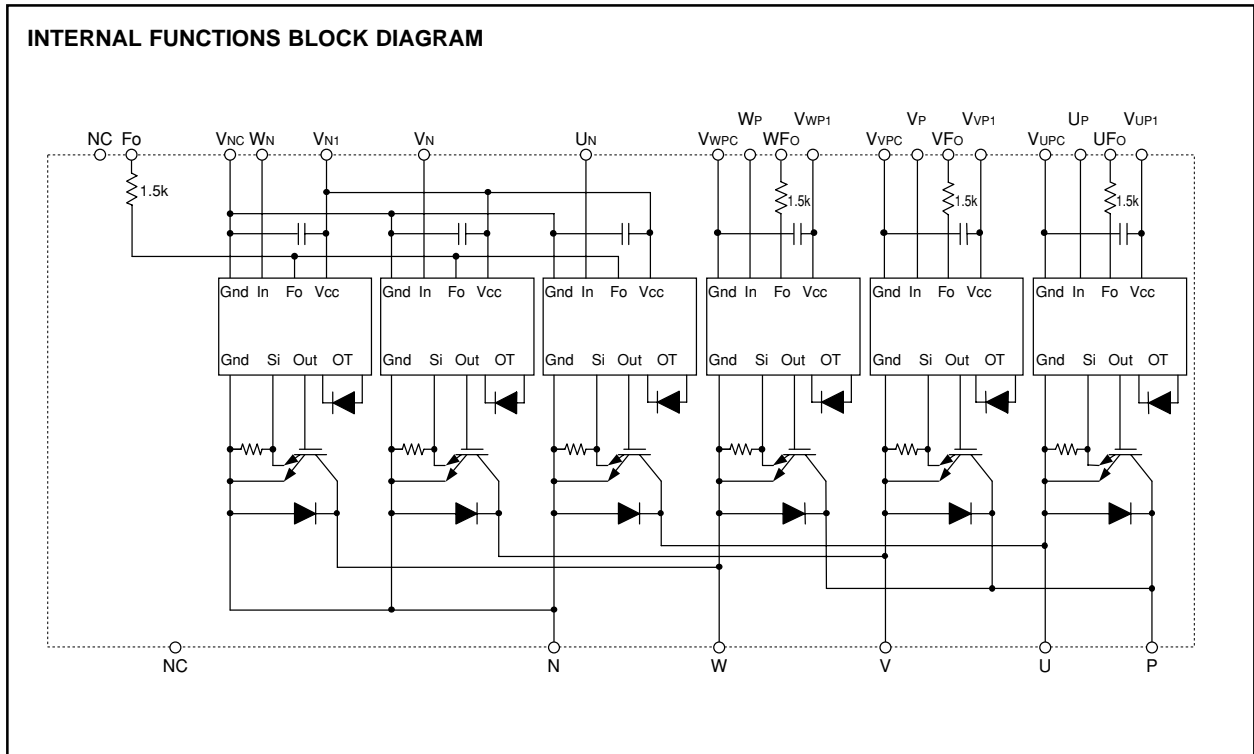 INTERNAL FUNCTIONS BLOCK DIAGRAM
WP VWP1 VP VVP1 UP VUP1
NC FO VNC WN VN1 VN UN VWPC WFO VVPC VFO VUPC UFO
1.5k 1.5k 1.5k 1.5k
Gnd In Fo Vcc Gnd In Fo Vcc Gnd In Fo Vcc Gnd In Fo Vcc Gnd In Fo Vcc Gnd In Fo Vcc
Gnd Si Out OT Gnd Si Out OT Gnd Si Out OT Gnd Si Out OT Gnd Si Out OT Gnd Si Out OT
NC N W V U P